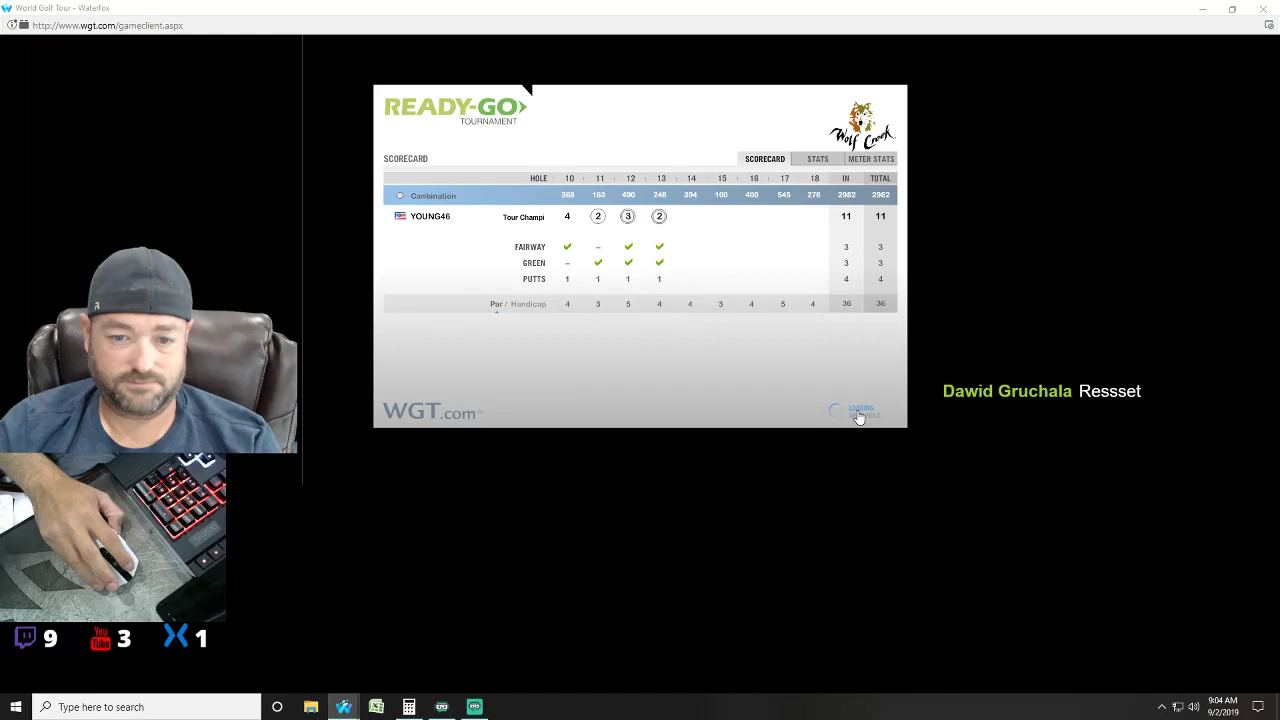 World Golf Tour - Waterfox
http://www.wgt.com/gameclient.aspx
READY-GO
TOURNAMENT
Wolf Creek
SCORECARD
SCORECARD STATS METER STATS
HOLE 10 11 12 13 14 15 16 17 18 IN TOTAL
Combination 368 163 490 246 394 100 400 545 276 2982 2982
YOUNG46 Tour Champi 4 2 3 2 11 11
FAIRWAY – 3 3
GREEN – 3 3
PUTTS 1 1 1 1 4 4
Par / Handicap 4 3 5 4 4 3 4 5 4 36 36
WGT.com
LOADING
Dawid Gruchala Ressset
9 You Tube 3 1
Type here to search
9:04 AM
9/2/2019